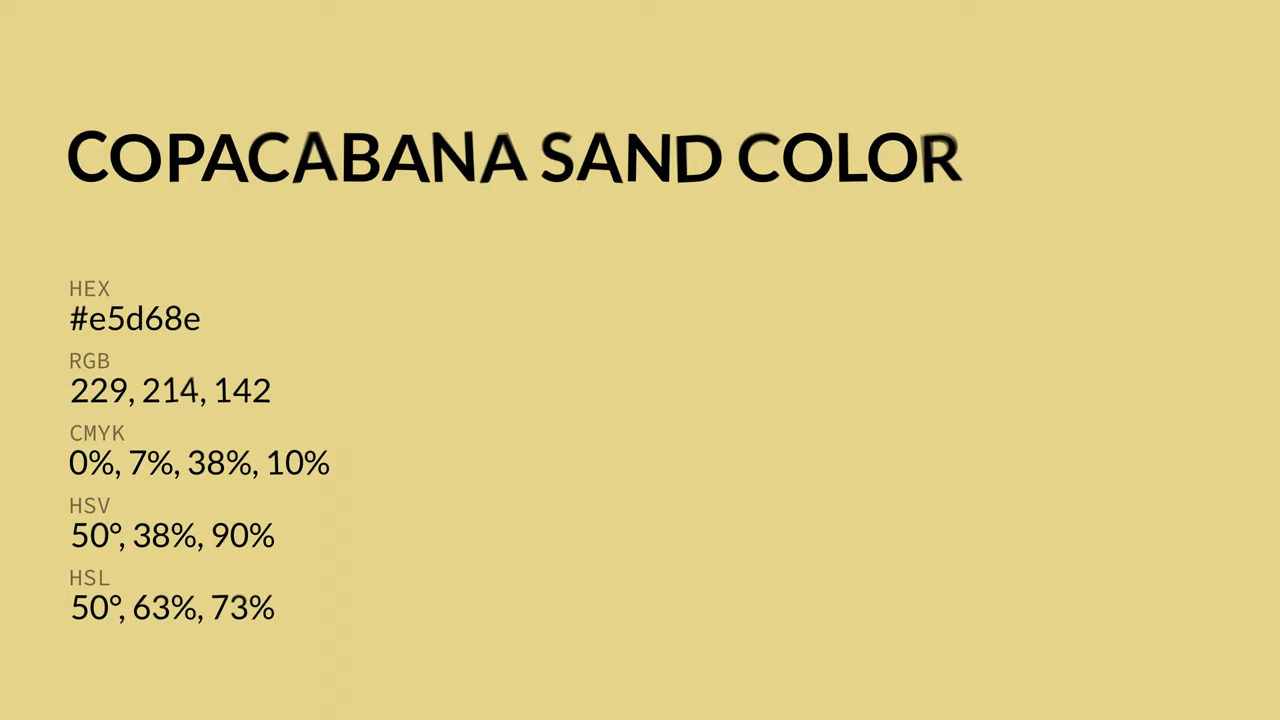 COPACABANA SAND COLOR
HEX
#e5d68e
RGB
229, 214, 142
CMYK
0%, 7%, 38%, 10%
HSV
50°, 38%, 90%
HSL
50°, 63%, 73%